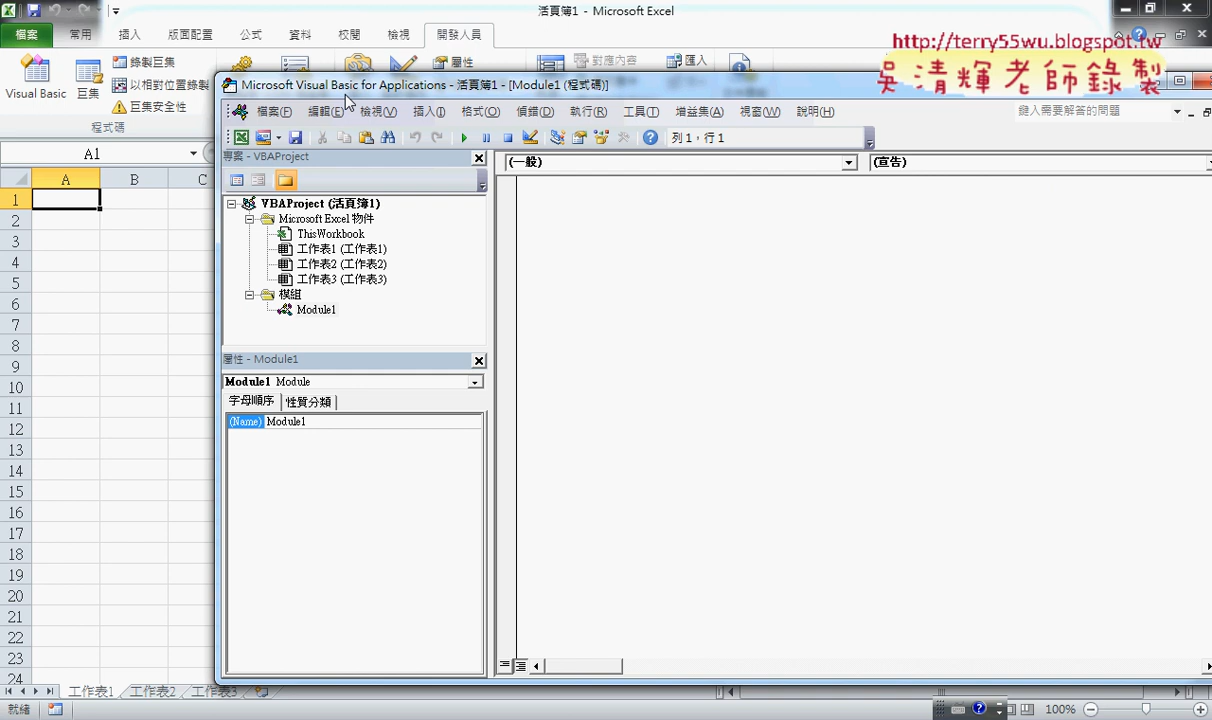 活頁簿1 - Microsoft Excel
檔案 常用 插入 版面配置 公式 資料 校閱 檢視 開發人員
http://terry55wu.blogspot.tw
吳清輝老師錄製
Visual Basic 巨集 錄製巨集 以相對位置錄製 巨集安全性 屬性 對應內容 匯入
程式碼
Microsoft Visual Basic for Applications - 活頁簿1 - [Module1 (程式碼)]
檔案(F) 編輯(E) 檢視(V) 插入(I) 格式(O) 偵錯(D) 執行(R) 工具(T) 增益集(A) 視窗(W) 說明(H) 鍵入需要解答的問題
列 1，行 1
A1
專案 - VBAProject
(一般) (宣告)
A B C
VBAProject (活頁簿1)
Microsoft Excel 物件
ThisWorkbook
工作表1 (工作表1)
工作表2 (工作表2)
工作表3 (工作表3)
模組
Module1
屬性 - Module1
Module1 Module
字母順序 性質分類
(Name) Module1
1
2
3
4
5
6
7
8
9
10
11
12
13
14
15
16
17
18
19
20
21
22
23
24
工作表1 工作表2 工作表3
就緒 100%